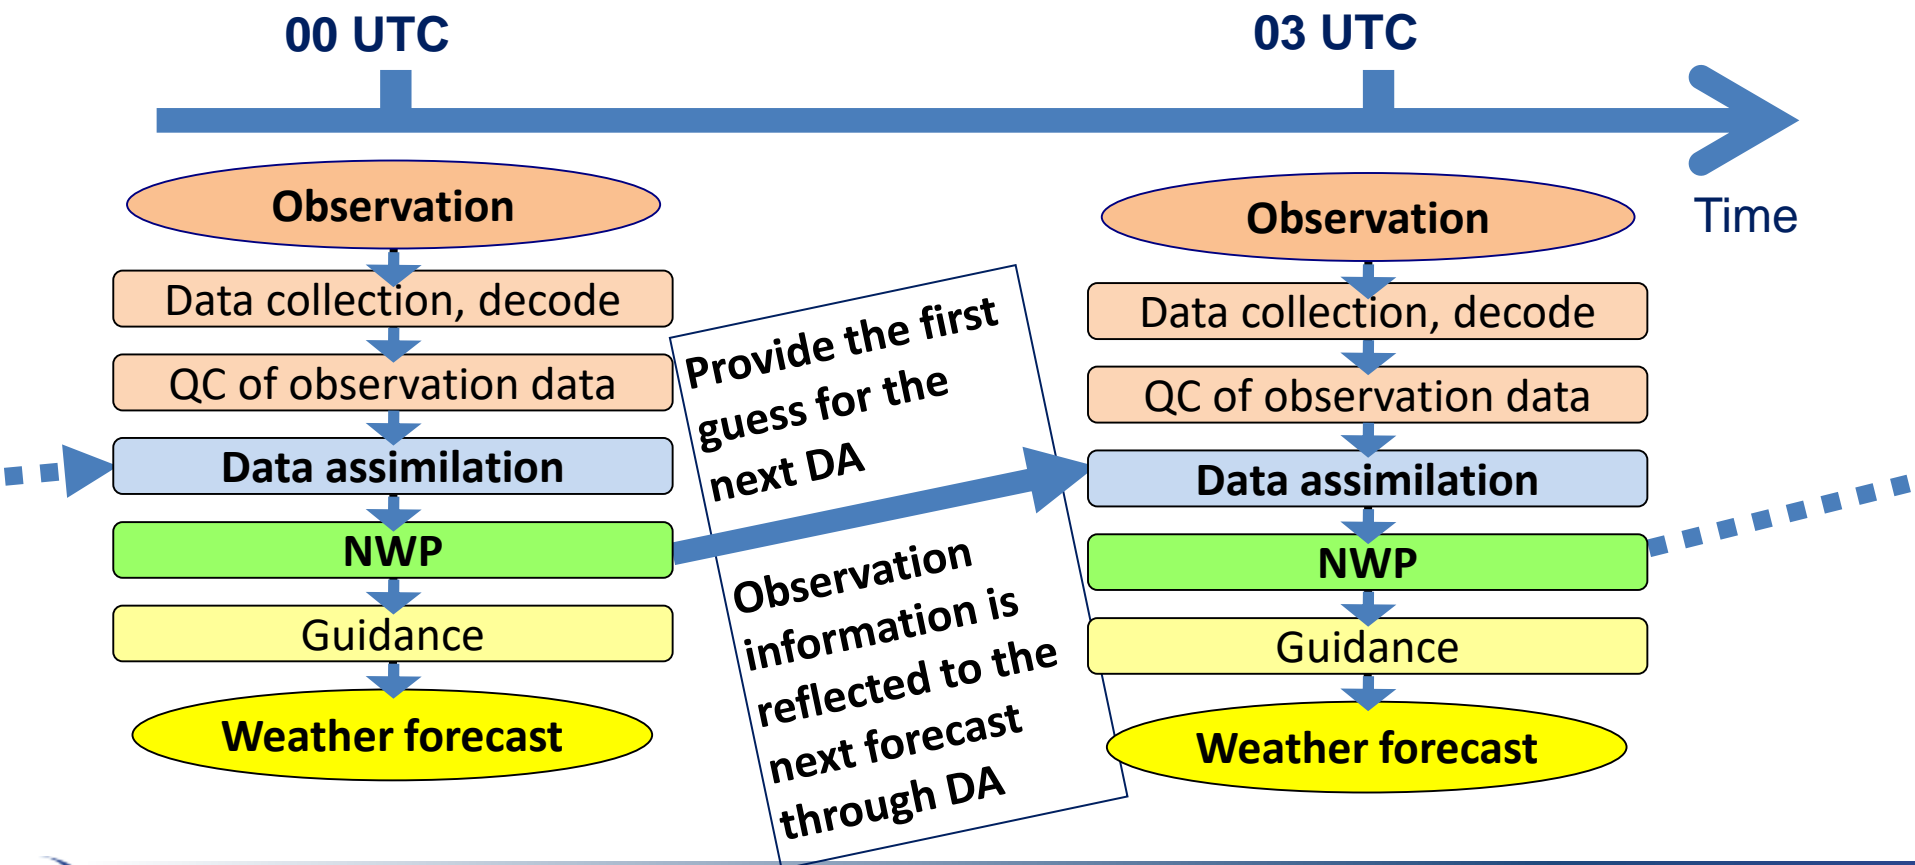 00 UTC
03 UTC
Time
Observation
Data collection, decode
QC of observation data
Data assimilation
NWP
Guidance
Weather forecast
Provide the first
guess for the
next DA
Observation
information is
reflected to the
next forecast
through DA
Observation
Data collection, decode
QC of observation data
Data assimilation
NWP
Guidance
Weather forecast